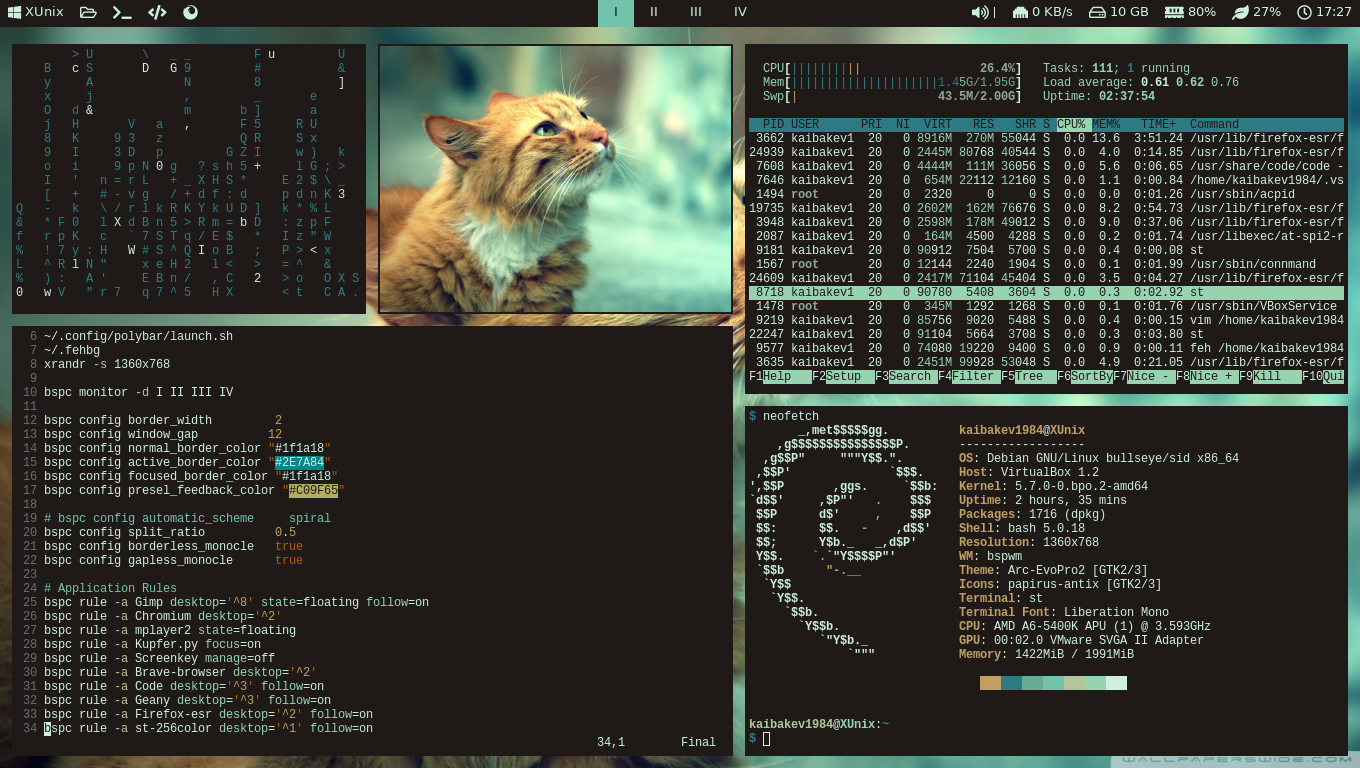 XUnix I II III IV 0 KB/s 10 GB 80% 27% 17:27
6 ~/.config/polybar/launch.sh
7 ~/.fehbg
8 xrandr -s 1360x768
9
10 bspc monitor -d I II III IV
11
12 bspc config border_width 2
13 bspc config window_gap 12
14 bspc config normal_border_color "#1f1a18"
15 bspc config active_border_color "#2E7A84"
16 bspc config focused_border_color "#1f1a18"
17 bspc config presel_feedback_color "#C09F65"
18
19 # bspc config automatic_scheme spiral
20 bspc config split_ratio 0.5
21 bspc config borderless_monocle true
22 bspc config gapless_monocle true
23
24 # Application Rules
25 bspc rule -a Gimp desktop='^8' state=floating follow=on
26 bspc rule -a Chromium desktop='^2'
27 bspc rule -a mplayer2 state=floating
28 bspc rule -a Kupfer.py focus=on
29 bspc rule -a Screenkey manage=off
30 bspc rule -a Brave-browser desktop='^2'
31 bspc rule -a Code desktop='^3' follow=on
32 bspc rule -a Geany desktop='^3' follow=on
33 bspc rule -a Firefox-esr desktop='^2' follow=on
34 bspc rule -a st-256color desktop='^1' follow=on
34,1 Final
CPU[|||||||||| 26.4%] Tasks: 111; 1 running
Mem[|||||||||||||||||||||1.45G/1.95G] Load average: 0.61 0.62 0.76
Swp[| 43.5M/2.00G] Uptime: 02:37:54
PID USER PRI NI VIRT RES SHR S CPU% MEM% TIME+ Command
3662 kaibakev1 20 0 8916M 270M 55044 S 0.0 13.6 3:51.24 /usr/lib/firefox-esr/f
24939 kaibakev1 20 0 2445M 80768 40544 S 0.0 4.0 0:14.85 /usr/lib/firefox-esr/f
7608 kaibakev1 20 0 4444M 111M 36056 S 0.0 5.6 0:06.65 /usr/share/code/code -
7646 kaibakev1 20 0 654M 22112 12160 S 0.0 1.1 0:00.84 /home/kaibakev1984/.vs
1494 root 20 0 2320 0 0 S 0.0 0.0 0:01.26 /usr/sbin/acpid
19735 kaibakev1 20 0 2602M 162M 76676 S 0.0 8.2 0:54.73 /usr/lib/firefox-esr/f
3948 kaibakev1 20 0 2598M 178M 49012 S 0.0 9.0 0:37.06 /usr/lib/firefox-esr/f
2087 kaibakev1 20 0 164M 4500 4288 S 0.0 0.2 0:01.74 /usr/libexec/at-spi2-r
9181 kaibakev1 20 0 90912 7504 5700 S 0.0 0.4 0:00.08 st
1567 root 20 0 12144 2240 1904 S 0.0 0.1 0:01.99 /usr/sbin/connmand
24609 kaibakev1 20 0 2417M 71104 45404 S 0.0 3.5 0:04.27 /usr/lib/firefox-esr/f
8718 kaibakev1 20 0 90780 5408 3604 S 0.0 0.3 0:02.92 st
1478 root 20 0 345M 1292 1268 S 0.0 0.1 0:01.76 /usr/sbin/VBoxService
9219 kaibakev1 20 0 85756 9020 5488 S 0.0 0.4 0:00.15 vim /home/kaibakev1984
22247 kaibakev1 20 0 91104 5664 3708 S 0.0 0.3 0:03.80 st
9577 kaibakev1 20 0 74080 19220 9400 S 0.0 0.9 0:00.11 feh /home/kaibakev1984
3635 kaibakev1 20 0 2451M 99928 53048 S 0.0 4.9 0:21.05 /usr/lib/firefox-esr/f
F1Help F2Setup F3Search F4Filter F5Tree F6SortBy F7Nice - F8Nice + F9Kill F10Qui
$ neofetch
kaibakev1984@XUnix
------------------
OS: Debian GNU/Linux bullseye/sid x86_64
Host: VirtualBox 1.2
Kernel: 5.7.0-0.bpo.2-amd64
Uptime: 2 hours, 35 mins
Packages: 1716 (dpkg)
Shell: bash 5.0.18
Resolution: 1360x768
WM: bspwm
Theme: Arc-EvoPro2 [GTK2/3]
Icons: papirus-antix [GTK2/3]
Terminal: st
Terminal Font: Liberation Mono
CPU: AMD A6-5400K APU (1) @ 3.593GHz
GPU: 00:02.0 VMware SVGA II Adapter
Memory: 1422MiB / 1991MiB
kaibakev1984@XUnix:~
$
WALLPAPERSWIDE.COM